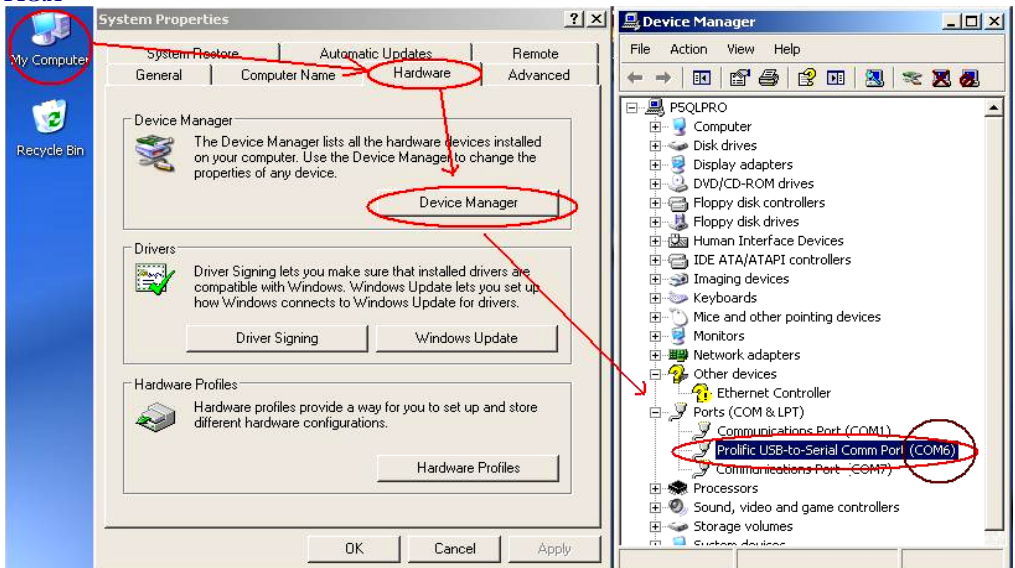 My Computer
Recycle Bin
System Properties
System Restore
Automatic Updates
Remote
General
Computer Name
Hardware
Advanced
Device Manager
The Device Manager lists all the hardware devices installed
on your computer. Use the Device Manager to change the
properties of any device.
Device Manager
Drivers
Driver Signing lets you make sure that installed drivers are
compatible with Windows. Windows Update lets you set up
how Windows connects to Windows Update for drivers.
Driver Signing
Windows Update
Hardware Profiles
Hardware profiles provide a way for you to set up and store
different hardware configurations.
Hardware Profiles
OK
Cancel
Apply
Device Manager
File Action View Help
P5QLPRO
Computer
Disk drives
Display adapters
DVD/CD-ROM drives
Floppy disk controllers
Floppy disk drives
Human Interface Devices
IDE ATA/ATAPI controllers
Imaging devices
Keyboards
Mice and other pointing devices
Monitors
Network adapters
Other devices
Ethernet Controller
Ports (COM & LPT)
Communications Port (COM1)
Prolific USB-to-Serial Comm Port (COM6)
Communications Port (COM7)
Processors
Sound, video and game controllers
Storage volumes
System devices